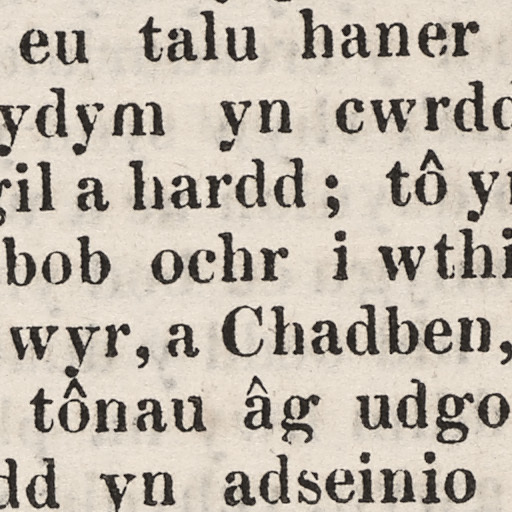 eu talu haner
ydym yn cwrdd
gil a hardd; tô yn
bob ochr i wthi
wyr, a Chadben,
tônau âg udgo
dd yn adseinio